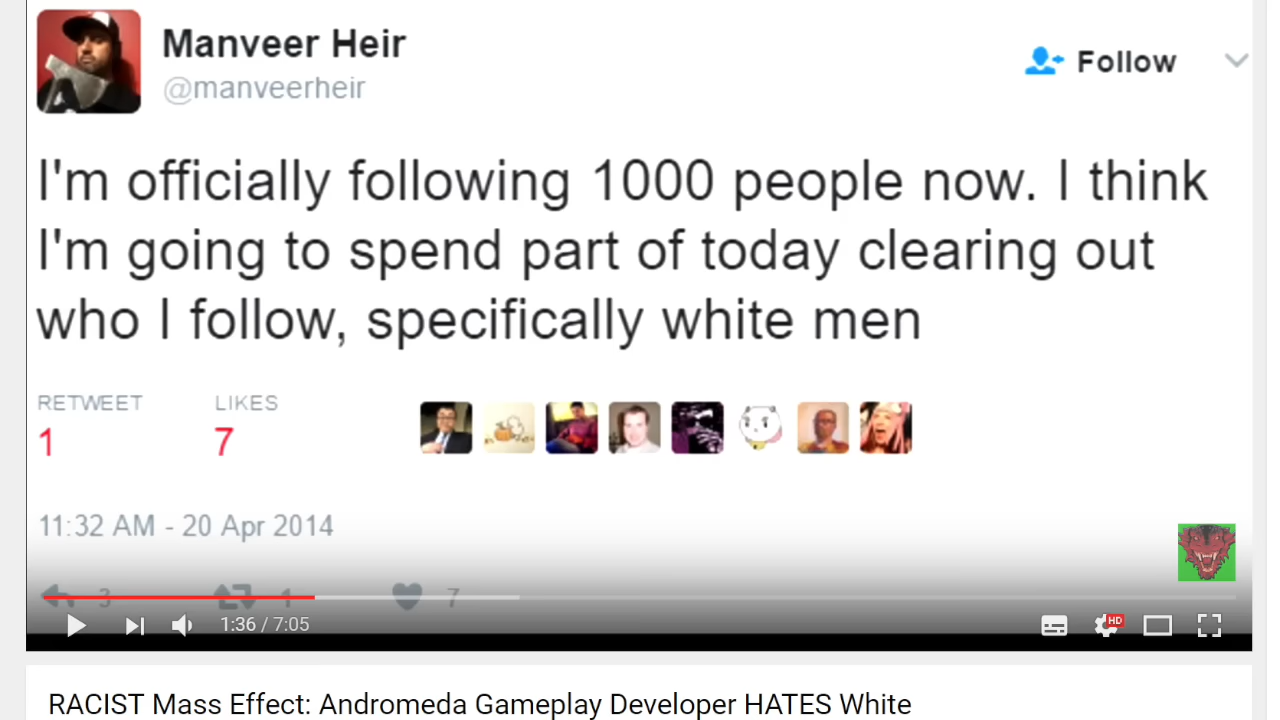 Manveer Heir
@manveerheir
Follow
I'm officially following 1000 people now. I think
I'm going to spend part of today clearing out
who I follow, specifically white men
RETWEET LIKES
1 7
11:32 AM - 20 Apr 2014
3 1 7
1:36 / 7:05
HD
RACIST Mass Effect: Andromeda Gameplay Developer HATES White